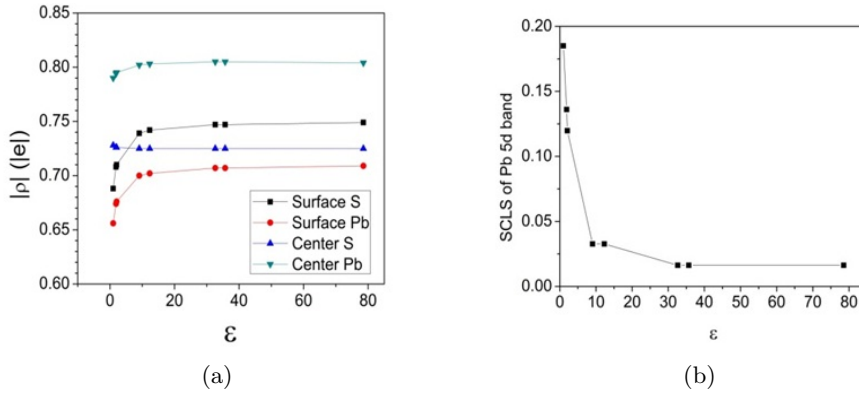 |ρ| (|e|)
0.80
0.75
0.70
0.65
0.60
0
20
40
60
80
ε
Surface S
Surface Pb
Center S
Center Pb
(a)
SCLS of Pb 5d band
0.20
0.15
0.10
0.05
0.00
0
10
20
30
40
50
60
70
80
ε
(b)